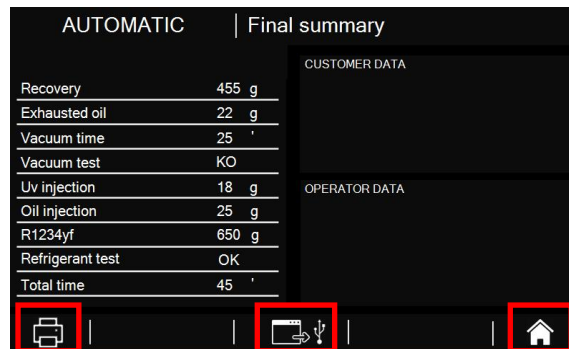 AUTOMATIC | Final summary
CUSTOMER DATA
Recovery 455 g
Exhausted oil 22 g
Vacuum time 25 '
Vacuum test KO
Uv injection 18 g
OPERATOR DATA
Oil injection 25 g
R1234yf 650 g
Refrigerant test OK
Total time 45 '